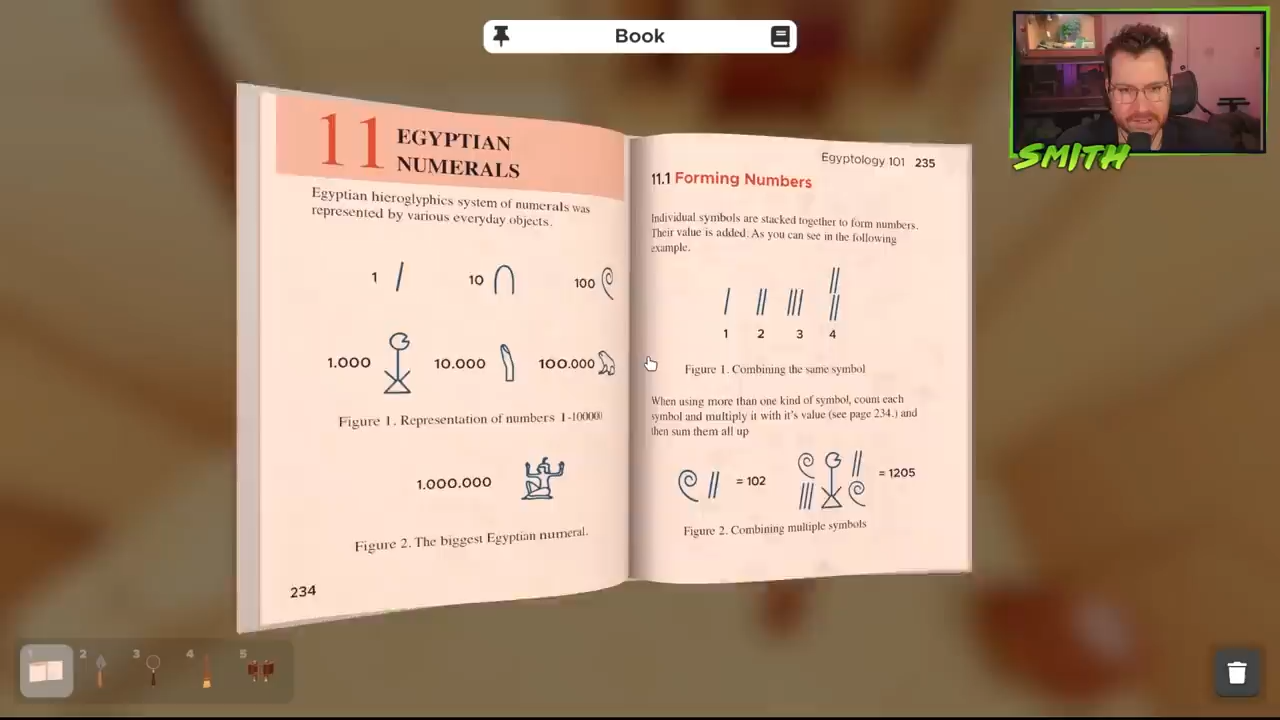 Book
SMITH
11 EGYPTIAN
NUMERALS
Egyptian hieroglyphics system of numerals was
represented by various everyday objects.
1 10 100
1.000 10.000 100.000
Figure 1. Representation of numbers 1-100000
1.000.000
Figure 2. The biggest Egyptian numeral.
234
Egyptology 101 235
11.1 Forming Numbers
Individual symbols are stacked together to form numbers.
Their value is added. As you can see in the following
example.
1 2 3 4
Figure 1. Combining the same symbol
When using more than one kind of symbol, count each
symbol and multiply it with it's value (see page 234.) and
then sum them all up
= 102 = 1205
Figure 2. Combining multiple symbols
1 2 3 4 5